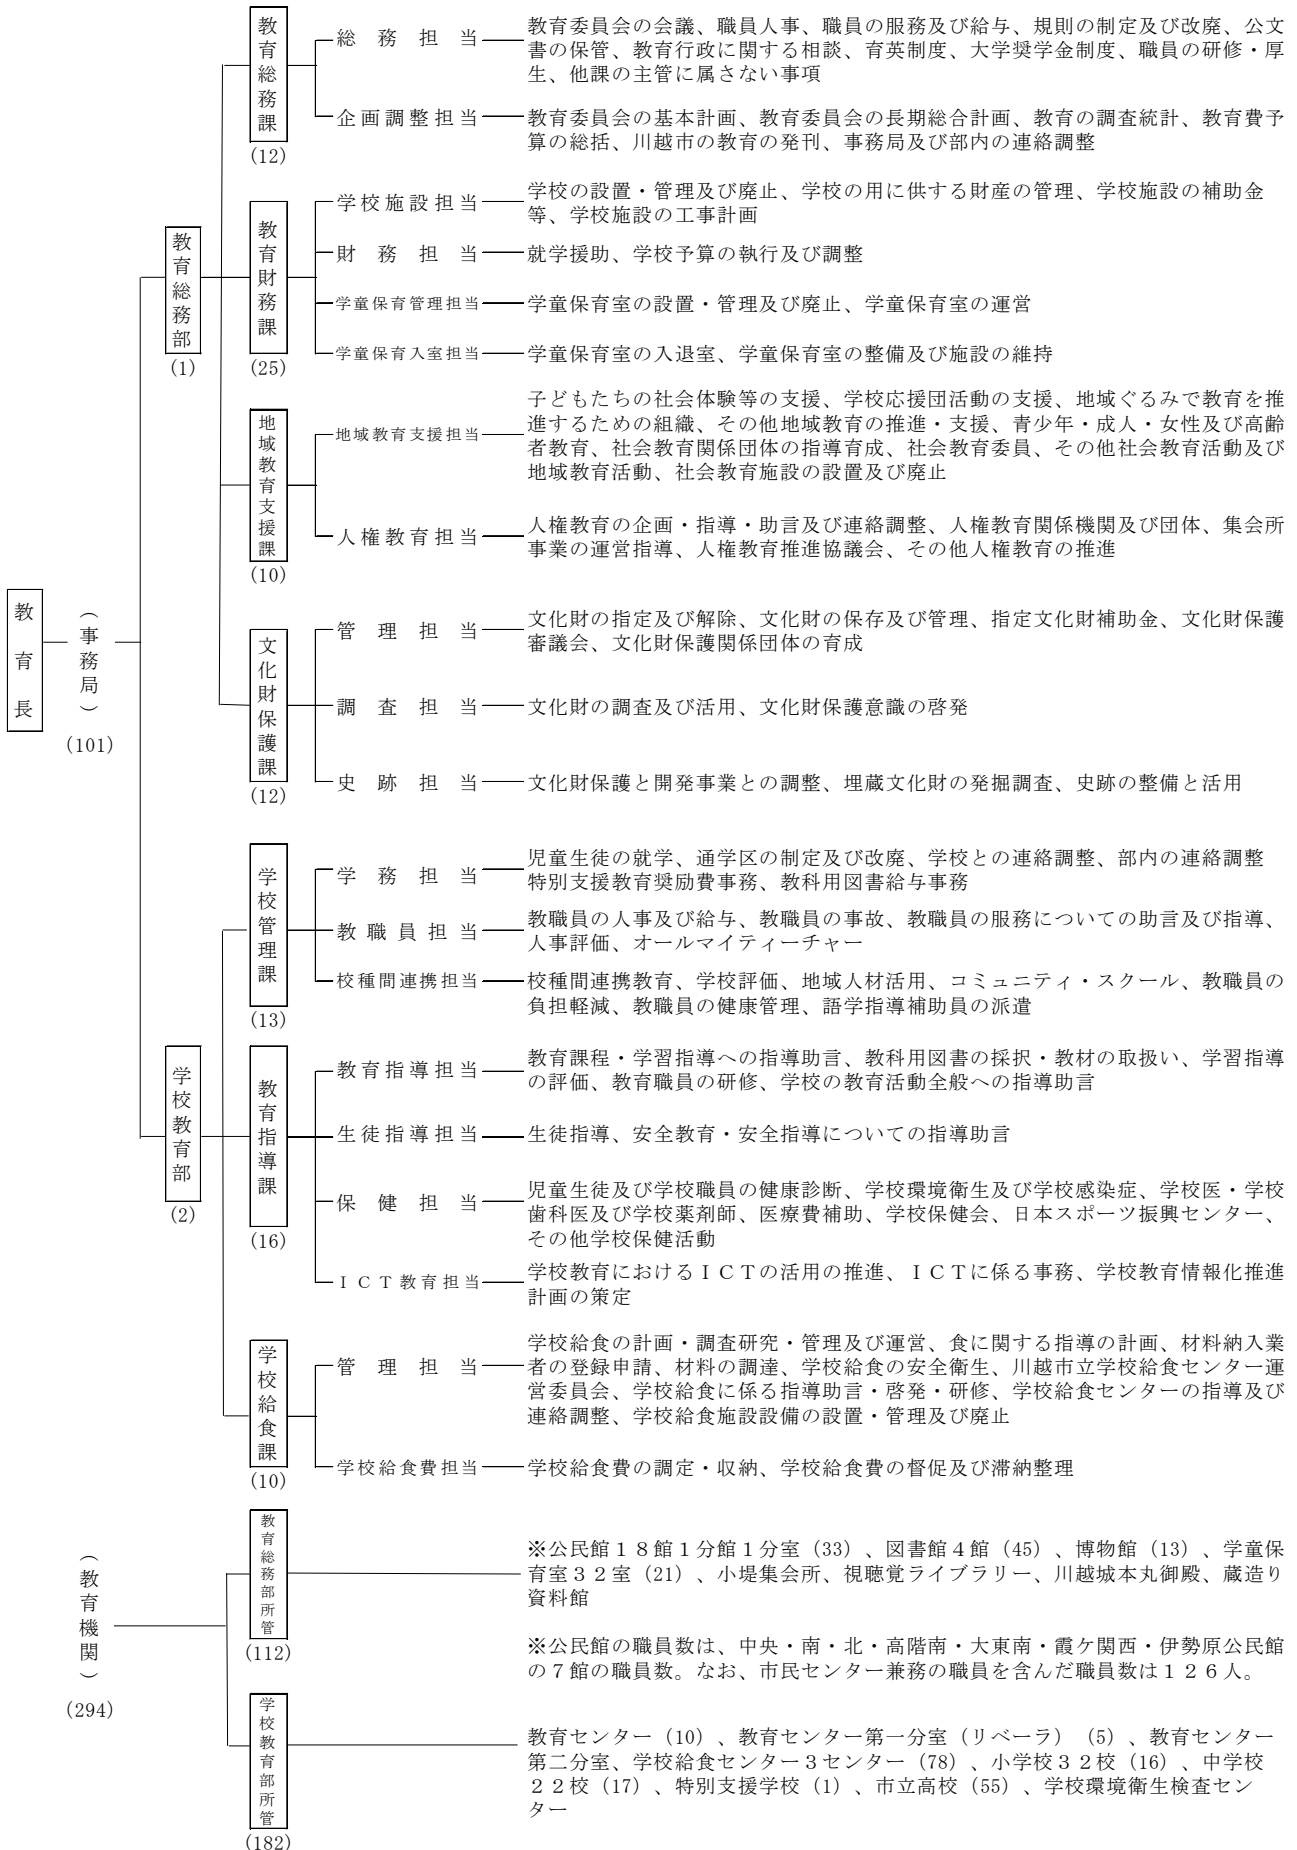 教育長
（事務局）
(101)
教育総務部
(1)
教育総務課
(12)
総務担当
教育委員会の会議、職員人事、職員の服務及び給与、規則の制定及び改廃、公文
書の保管、教育行政に関する相談、育英制度、大学奨学金制度、職員の研修・厚
生、他課の主管に属さない事項
企画調整担当
教育委員会の基本計画、教育委員会の長期総合計画、教育の調査統計、教育費予
算の総括、川越市の教育の発刊、事務局及び部内の連絡調整
教育財務課
(25)
学校施設担当
学校の設置・管理及び廃止、学校の用に供する財産の管理、学校施設の補助金
等、学校施設の工事計画
財務担当
就学援助、学校予算の執行及び調整
学童保育管理担当
学童保育室の設置・管理及び廃止、学童保育室の運営
学童保育入室担当
学童保育室の入退室、学童保育室の整備及び施設の維持
地域教育支援課
(10)
地域教育支援担当
子どもたちの社会体験等の支援、学校応援団活動の支援、地域ぐるみで教育を推
進するための組織、その他地域教育の推進・支援、青少年・成人・女性及び高齢
者教育、社会教育関係団体の指導育成、社会教育委員、その他社会教育活動及び
地域教育活動、社会教育施設の設置及び廃止
人権教育担当
人権教育の企画・指導・助言及び連絡調整、人権教育関係機関及び団体、集会所
事業の運営指導、人権教育推進協議会、その他人権教育の推進
文化財保護課
(12)
管理担当
文化財の指定及び解除、文化財の保存及び管理、指定文化財補助金、文化財保護
審議会、文化財保護関係団体の育成
調査担当
文化財の調査及び活用、文化財保護意識の啓発
史跡担当
文化財保護と開発事業との調整、埋蔵文化財の発掘調査、史跡の整備と活用
学校教育部
(2)
学校管理課
(13)
学務担当
児童生徒の就学、通学区の制定及び改廃、学校との連絡調整、部内の連絡調整
特別支援教育奨励費事務、教科用図書給与事務
教職員担当
教職員の人事及び給与、教職員の事故、教職員の服務についての助言及び指導、
人事評価、オールマイティーチャー
校種間連携担当
校種間連携教育、学校評価、地域人材活用、コミュニティ・スクール、教職員の
負担軽減、教職員の健康管理、語学指導補助員の派遣
教育指導課
(16)
教育指導担当
教育課程・学習指導への指導助言、教科用図書の採択・教材の取扱い、学習指導
の評価、教育職員の研修、学校の教育活動全般への指導助言
生徒指導担当
生徒指導、安全教育・安全指導についての指導助言
保健担当
児童生徒及び学校職員の健康診断、学校環境衛生及び学校感染症、学校医・学校
歯科医及び学校薬剤師、医療費補助、学校保健会、日本スポーツ振興センター、
その他学校保健活動
ＩＣＴ教育担当
学校教育におけるＩＣＴの活用の推進、ＩＣＴに係る事務、学校教育情報化推進
計画の策定
学校給食課
(10)
管理担当
学校給食の計画・調査研究・管理及び運営、食に関する指導の計画、材料納入業
者の登録申請、材料の調達、学校給食の安全衛生、川越市立学校給食センター運
営委員会、学校給食に係る指導助言・啓発・研修、学校給食センターの指導及び
連絡調整、学校給食施設設備の設置・管理及び廃止
学校給食費担当
学校給食費の調定・収納、学校給食費の督促及び滞納整理
（教育機関）
(294)
教育総務部所管
(112)
※公民館１８館１分館１分室（33）、図書館４館（45）、博物館（13）、学童保
育室３２室（21）、小堤集会所、視聴覚ライブラリー、川越城本丸御殿、蔵造り
資料館
※公民館の職員数は、中央・南・北・高階南・大東南・霞ケ関西・伊勢原公民館
の７館の職員数。なお、市民センター兼務の職員を含んだ職員数は１２６人。
学校教育部所管
(182)
教育センター（10）、教育センター第一分室（リベーラ）（5）、教育センター
第二分室、学校給食センター３センター（78）、小学校３２校（16）、中学校
２２校（17）、特別支援学校（1）、市立高校（55）、学校環境衛生検査セン
ター